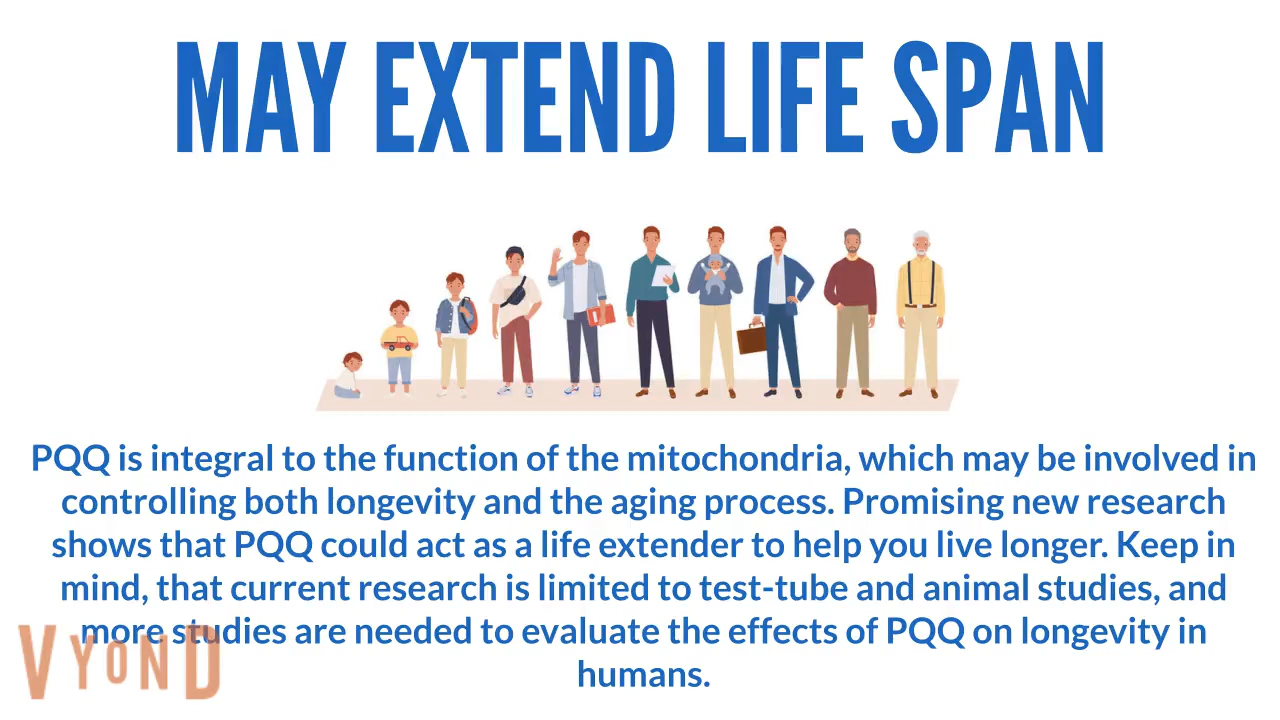 MAY EXTEND LIFE SPAN
PQQ is integral to the function of the mitochondria, which may be involved in
controlling both longevity and the aging process. Promising new research
shows that PQQ could act as a life extender to help you live longer. Keep in
mind, that current research is limited to test-tube and animal studies, and
more studies are needed to evaluate the effects of PQQ on longevity in
humans.
VYOND